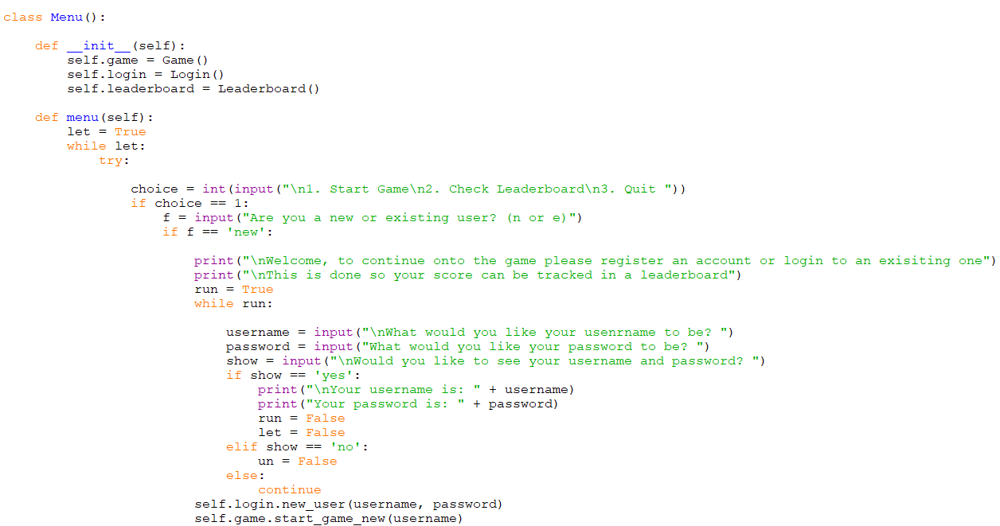 class Menu():
    def __init__(self):
        self.game = Game()
        self.login = Login()
        self.leaderboard = Leaderboard()
    def menu(self):
        let = True
        while let:
            try:
                choice = int(input("\n1. Start Game\n2. Check Leaderboard\n3. Quit "))
                if choice == 1:
                    f = input("Are you a new or existing user? (n or e)")
                    if f == 'new':
                        print("\nWelcome, to continue onto the game please register an account or login to an exisiting one")
                        print("\nThis is done so your score can be tracked in a leaderboard")
                        run = True
                        while run:
                            username = input("\nWhat would you like your usenrname to be? ")
                            password = input("What would you like your password to be? ")
                            show = input("\nWould you like to see your username and password? ")
                            if show == 'yes':
                                print("\nYour username is: " + username)
                                print("Your password is: " + password)
                                run = False
                                let = False
                            elif show == 'no':
                                un = False
                            else:
                                continue
                        self.login.new_user(username, password)
                        self.game.start_game_new(username)